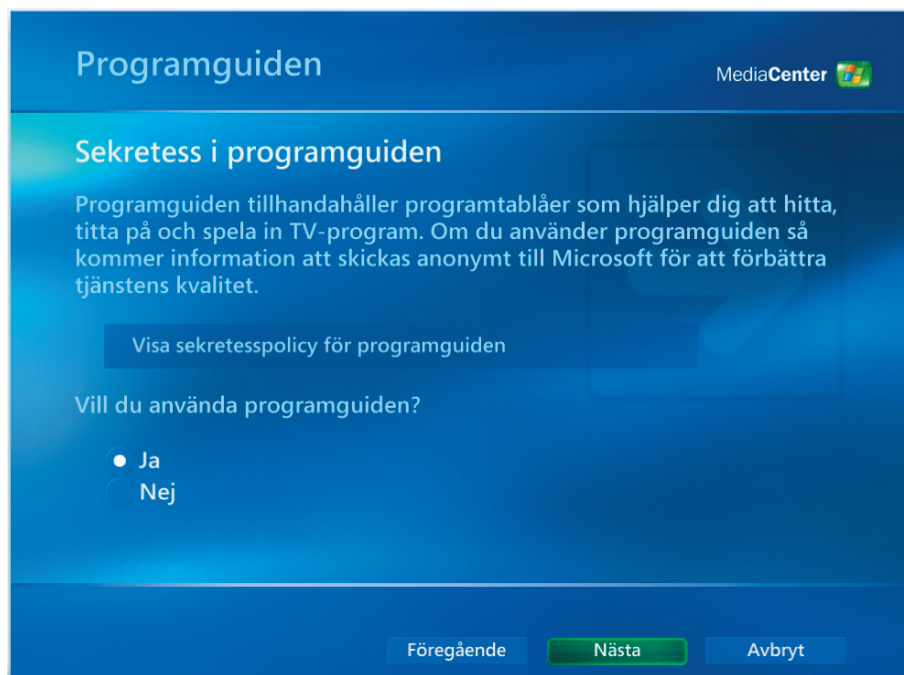 Programguiden
MediaCenter
Sekretess i programguiden
Programguiden tillhandahåller programtablåer som hjälper dig att hitta,
titta på och spela in TV-program. Om du använder programguiden så
kommer information att skickas anonymt till Microsoft för att förbättra
tjänstens kvalitet.
Visa sekretesspolicy för programguiden
Vill du använda programguiden?
Ja
Nej
Föregående Nästa Avbryt